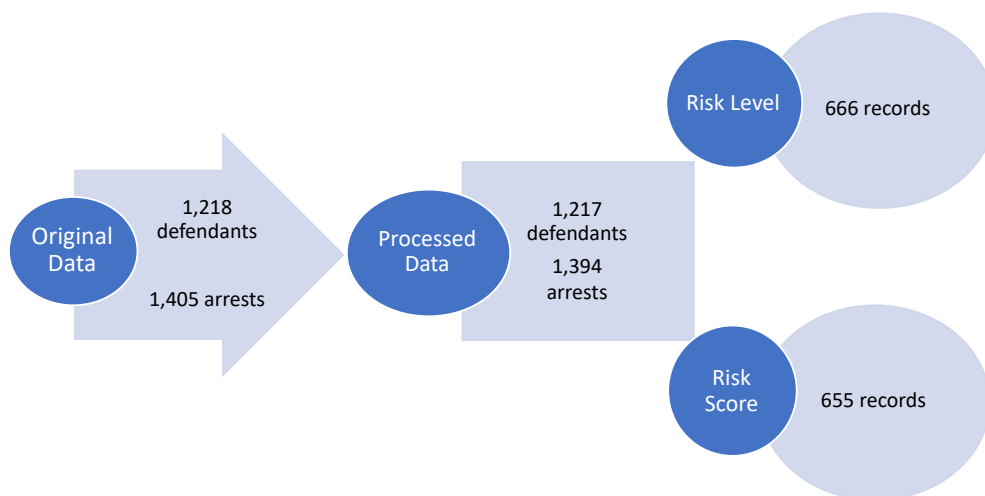 Original
Data
1,218
defendants
1,405 arrests
Processed
Data
1,217
defendants
1,394
arrests
Risk Level
666 records
Risk
Score
655 records